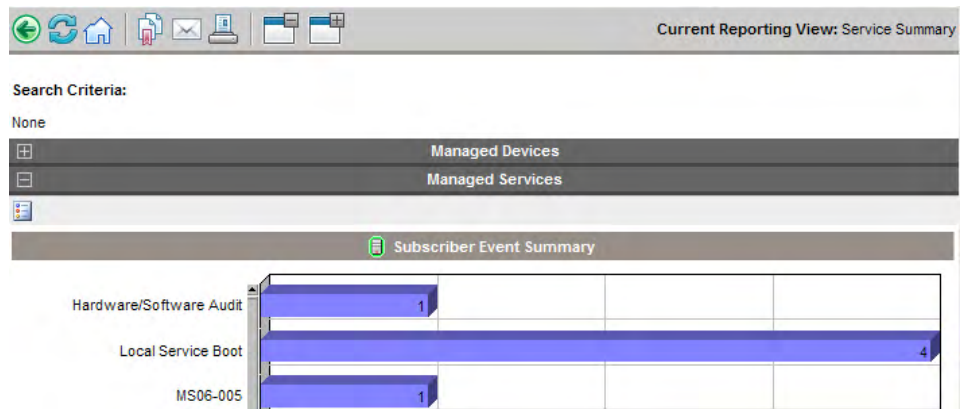 Current Reporting View: Service Summary
Search Criteria:
None
Managed Devices
Managed Services
Subscriber Event Summary
Hardware/Software Audit 1
Local Service Boot 4
MS06-005 1